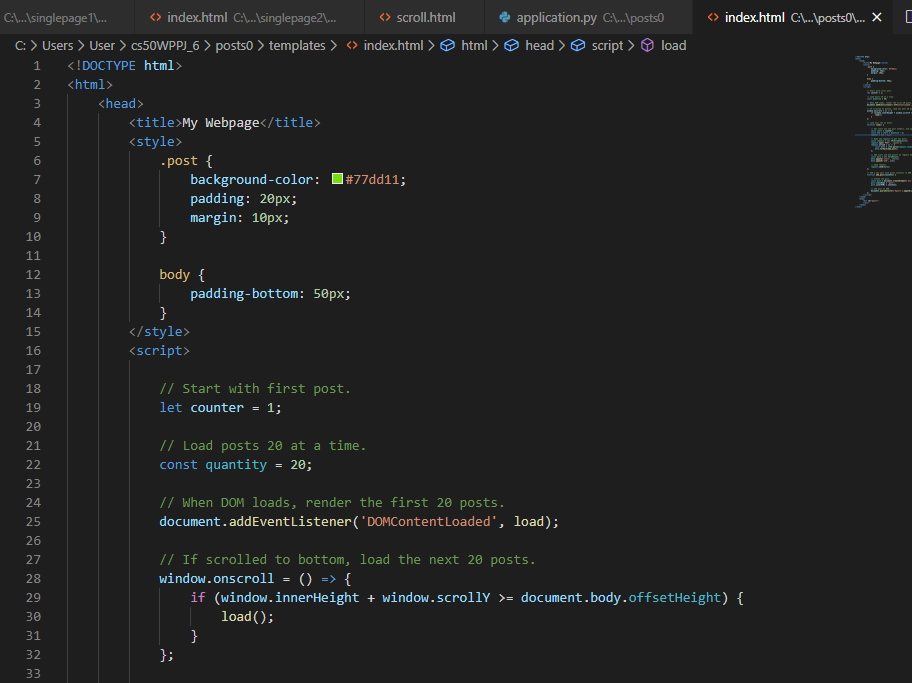 C:\...\singlepage1\... index.html C:\...\singlepage2\... scroll.html application.py C:\...\posts0 index.html C:\...\posts0\... ×
C: > Users > User > cs50WPPJ_6 > posts0 > templates > index.html > html > head > script > load
1 <!DOCTYPE html>
2 <html>
3     <head>
4         <title>My Webpage</title>
5         <style>
6             .post {
7                 background-color: #77dd11;
8                 padding: 20px;
9                 margin: 10px;
10             }
11
12             body {
13                 padding-bottom: 50px;
14             }
15         </style>
16         <script>
17
18             // Start with first post.
19             let counter = 1;
20
21             // Load posts 20 at a time.
22             const quantity = 20;
23
24             // When DOM loads, render the first 20 posts.
25             document.addEventListener('DOMContentLoaded', load);
26
27             // If scrolled to bottom, load the next 20 posts.
28             window.onscroll = () => {
29                 if (window.innerHeight + window.scrollY >= document.body.offsetHeight) {
30                     load();
31                 }
32             };
33